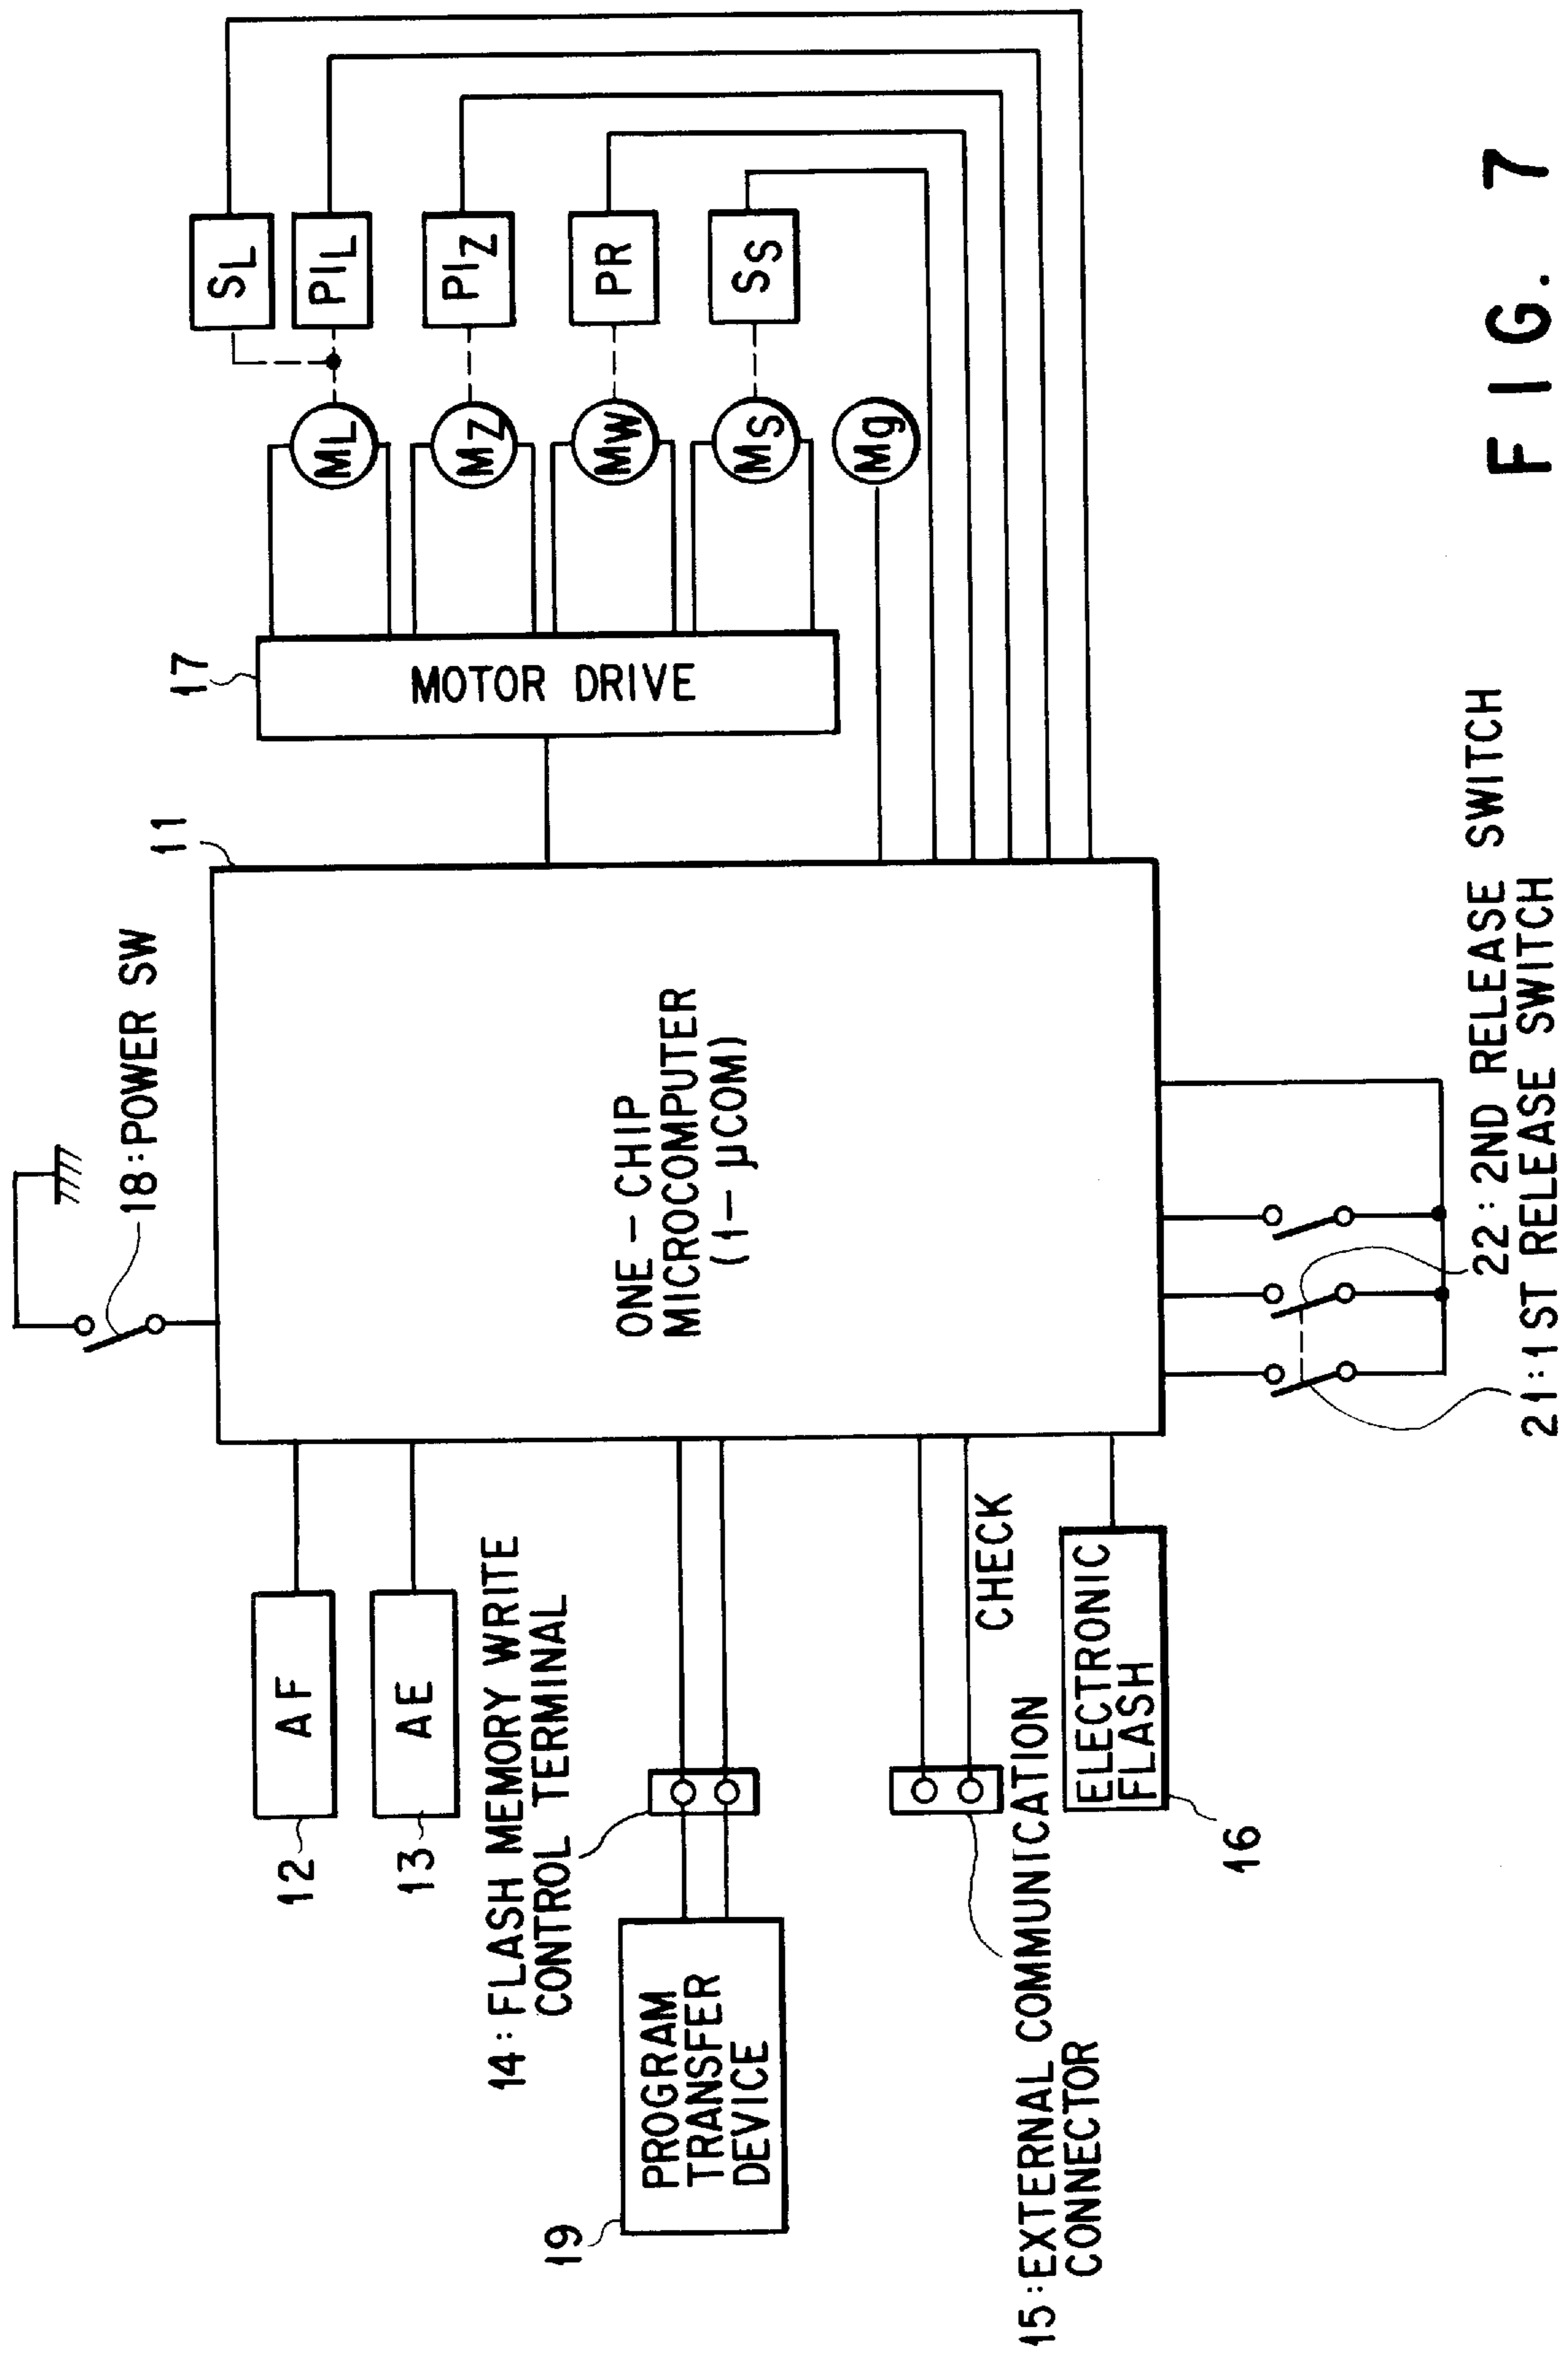 18:POWER SW
11
17
12
AF
13
AE
14:FLASH MEMORY WRITE
CONTROL TERMINAL
19
PROGRAM
TRANSFER
DEVICE
15:EXTERNAL COMMUNICATION
CONNECTOR
CHECK
ELECTRONIC
FLASH
16
ONE-CHIP
MICROCOMPUTER
(1-μCOM)
MOTOR DRIVE
ML
MZ
MW
MS
Mg
SL
PIL
PIZ
PR
SS
22:2ND RELEASE SWITCH
21:1ST RELEASE SWITCH
FIG. 7